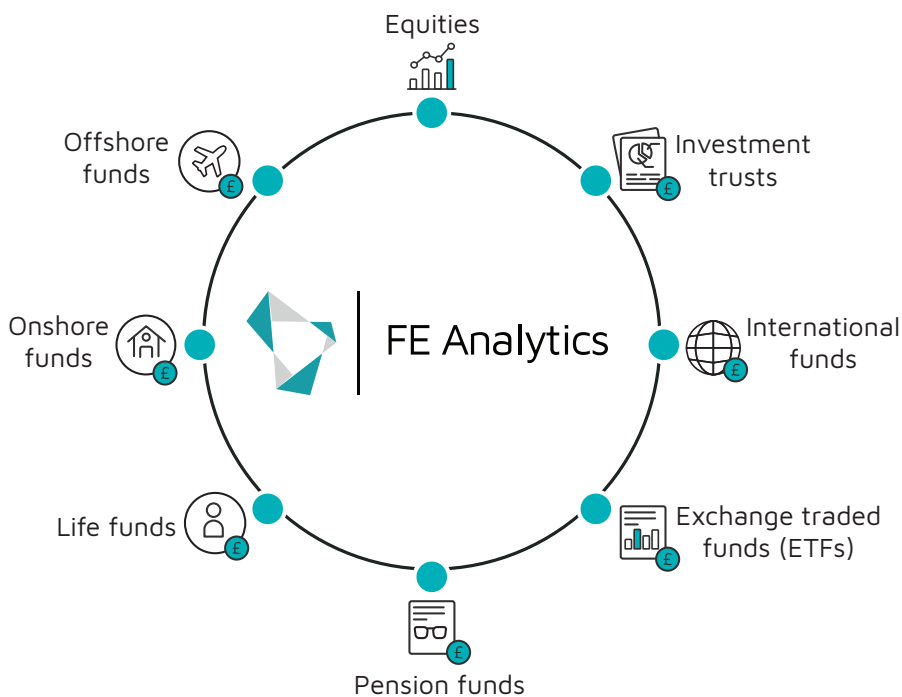 Equities
Offshore
funds
£
Investment
trusts
£
Onshore
funds
£
FE Analytics
International
funds
£
Life funds
£
Exchange traded
funds (ETFs)
£
£
Pension funds